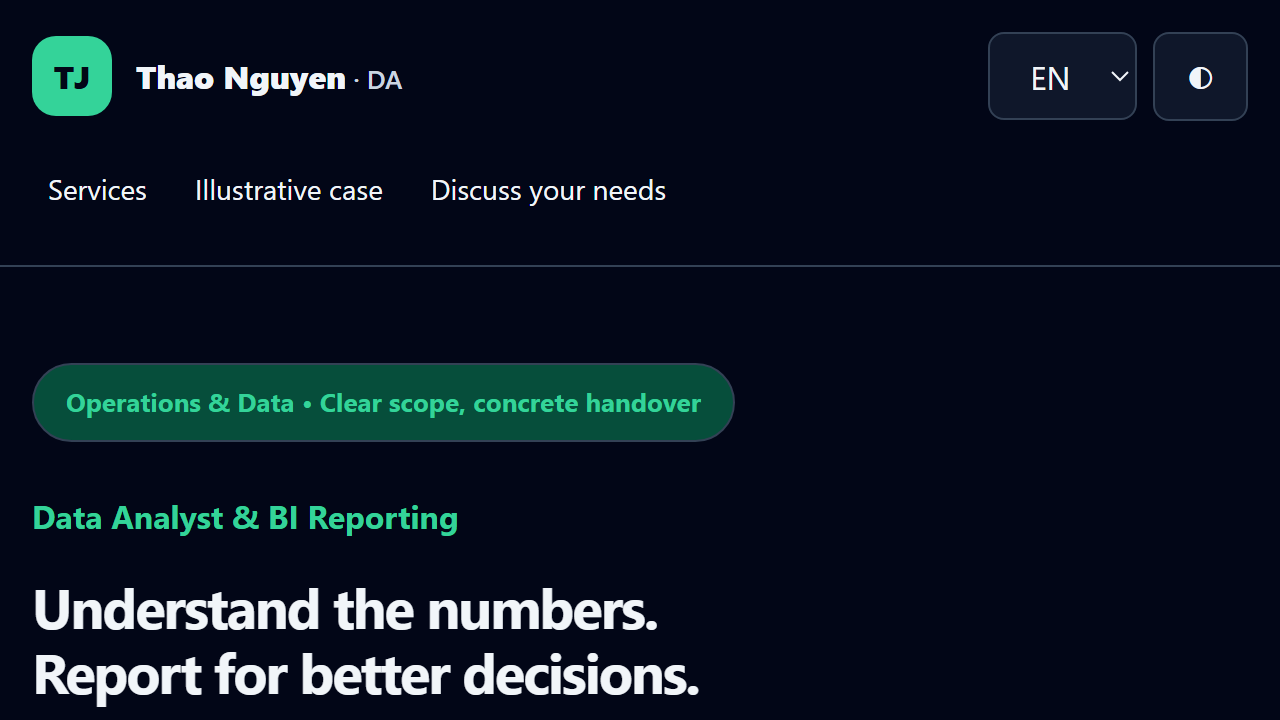 TJ
Thao Nguyen · DA
EN
Services
Illustrative case
Discuss your needs
Operations & Data • Clear scope, concrete handover
Data Analyst & BI Reporting
Understand the numbers.
Report for better decisions.